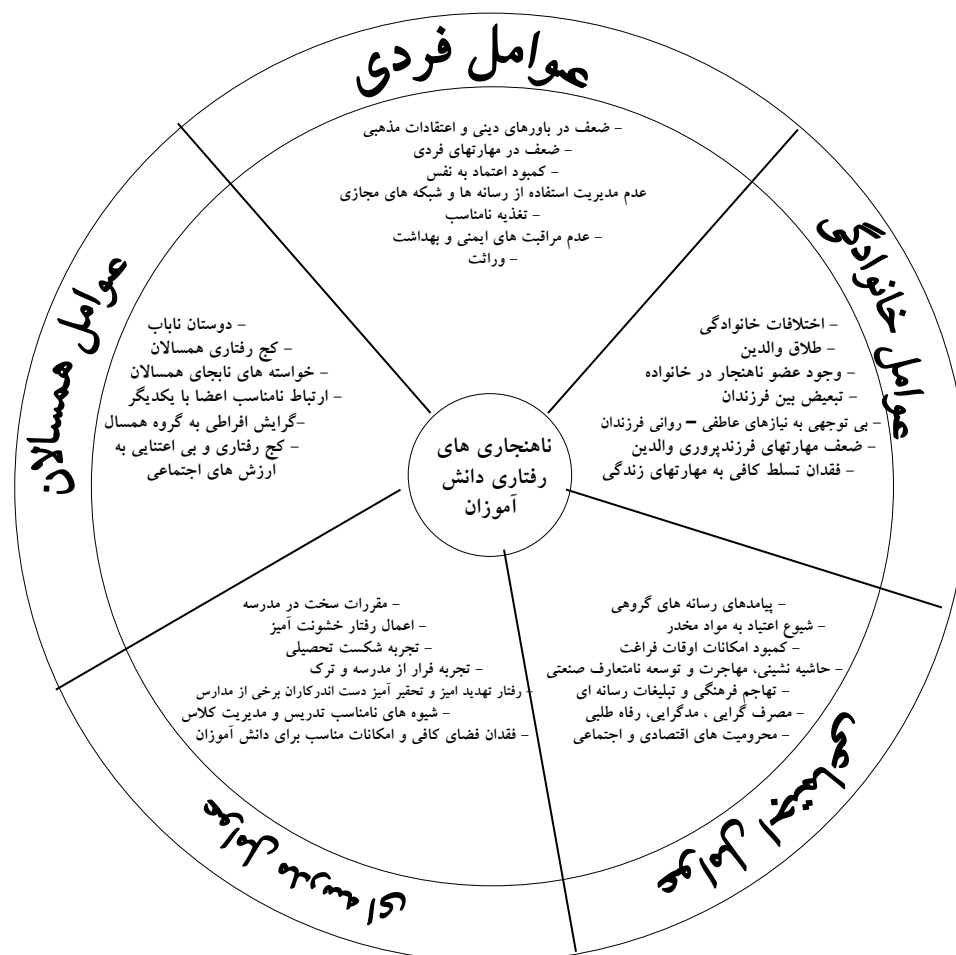 عوامل فردی
– ضعف در باورهای دینی و اعتقادات مذهبی
– ضعف در مهارتهای فردی
– کمبود اعتماد به نفس
عدم مدیریت استفاده از رسانه ها و شبکه های مجازی
– تغذیه نامناسب
– عدم مراقبت های ایمنی و بهداشت
– وراثت
عوامل خانوادگی
– اختلافات خانوادگی
– طلاق والدین
– وجود عضو ناهنجار در خانواده
– تبعیض بین فرزندان
– بی توجهی به نیازهای عاطفی – روانی فرزندان
– ضعف مهارتهای فرزندپروری والدین
– فقدان تسلط کافی به مهارتهای زندگی
عوامل همسالان
– دوستان ناباب
– کج رفتاری همسالان
– خواسته های نابجای همسالان
– ارتباط نامناسب اعضا با یکدیگر
–گرایش افراطی به گروه همسال
– کج رفتاری و بی اعتنایی به
ارزش های اجتماعی
ناهنجاری های
رفتاری دانش
آموزان
عوامل اجتماعی
– پیامدهای رسانه های گروهی
– شیوع اعتیاد به مواد مخدر
– کمبود امکانات اوقات فراغت
– حاشیه نشینی، مهاجرت و توسعه نامتعارف صنعتی
– تهاجم فرهنگی و تبلیغات رسانه ای
– مصرف گرایی ، مدگرایی، رفاه طلبی
– محرومیت های اقتصادی و اجتماعی
عوامل مدرسه ای
– مقررات سخت در مدرسه
– اعمال رفتار خشونت آمیز
– تجربه شکست تحصیلی
– تجربه فرار از مدرسه و ترک
– رفتار تهدید امیز و تحقیر آمیز دست اندرکاران برخی از مدارس
– شیوه های نامناسب تدریس و مدیریت کلاس
– فقدان فضای کافی و امکانات مناسب برای دانش آموزان